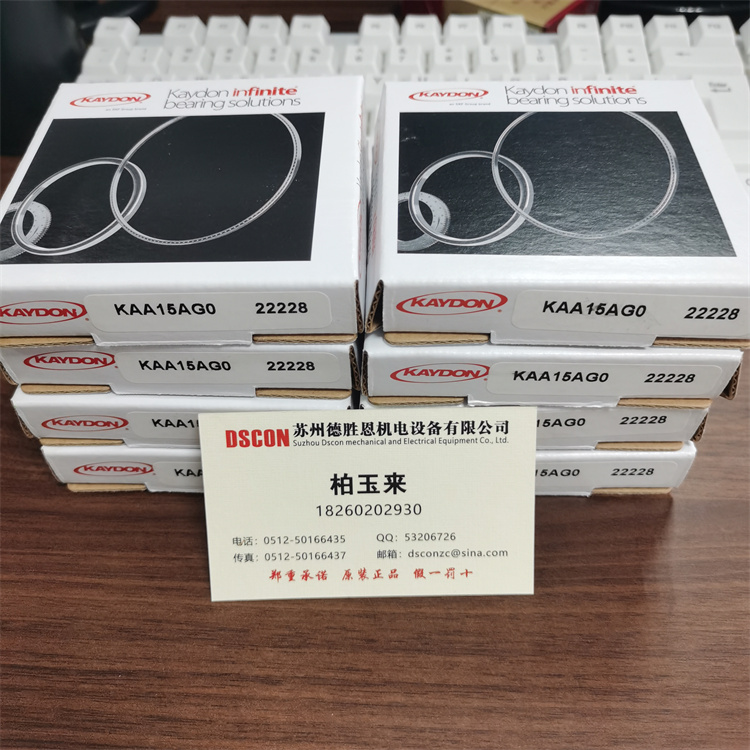 KAYDON
Kaydon infinite®
bearing solutions
KAYDON
Kaydon infinite®
bearing solutions
KAYDON KAA15AG0 22228
KAYDON KAA15AG0 22228
KAYDON KAA15AG0 22228
KAYDON KAA15AG0 22228
KAYDON
22228
KAYDON
22228
DSCON 苏州德胜恩机电设备有限公司
Suzhou Dscon mechanical and Electrical Equipment Co., Ltd.
柏玉来
18260202930
电话：0512-50166435 QQ：53206726
传真：0512-50166437 邮箱：dsconzc@sina.com
郑重承诺 原装正品 假一罚十